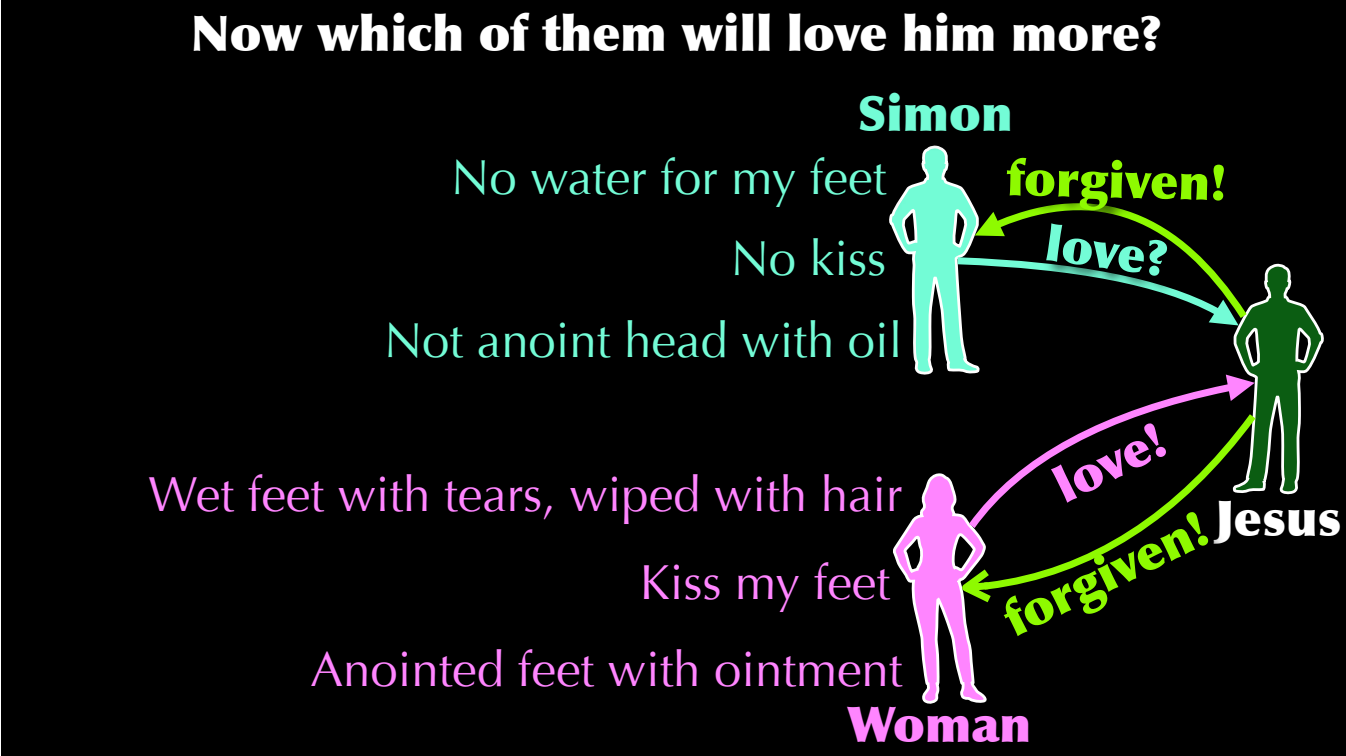 Now which of them will love him more?
Simon
No water for my feet
forgiven!
No kiss
love?
Not anoint head with oil
love!
Wet feet with tears, wiped with hair
Jesus
Kiss my feet
forgiven!
Anointed feet with ointment
Woman